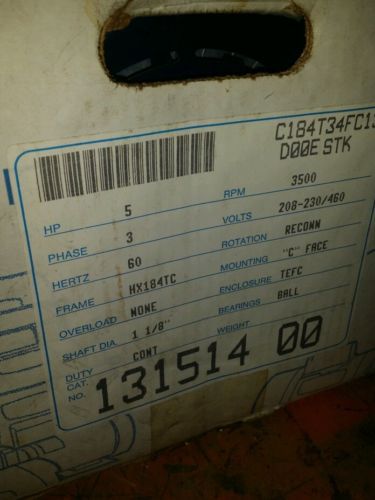 C184T34FC13
D00E STK
HP 5 RPM 3500
PHASE 3 VOLTS 208-230/460
HERTZ 60 ROTATION RECONN
FRAME HX184TC MOUNTING "C" FACE
OVERLOAD NONE ENCLOSURE TEFC
SHAFT DIA. 1 1/8" BEARINGS BALL
DUTY CONT WEIGHT
CAT. NO. 131514 00